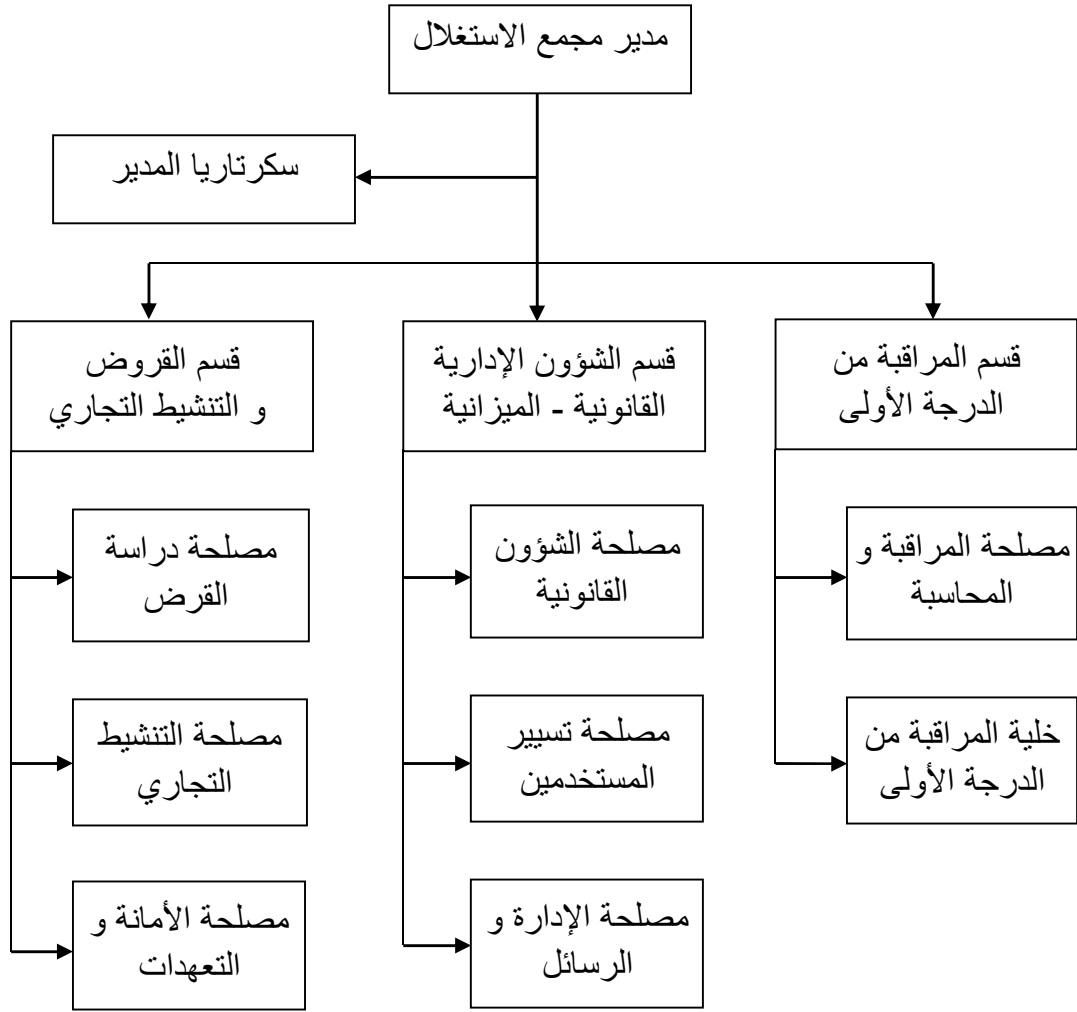 مدير مجمع الاستغلال
سكرتاريا المدير
قسم المراقبة من
الدرجة الأولى
قسم الشؤون الإدارية
القانونية - الميزانية
قسم القروض
و التنشيط التجاري
مصلحة المراقبة و
المحاسبة
مصلحة الشؤون
القانونية
مصلحة دراسة
القرض
خلية المراقبة من
الدرجة الأولى
مصلحة تسيير
المستخدمين
مصلحة التنشيط
التجاري
مصلحة الإدارة و
الرسائل
مصلحة الأمانة و
التعهدات